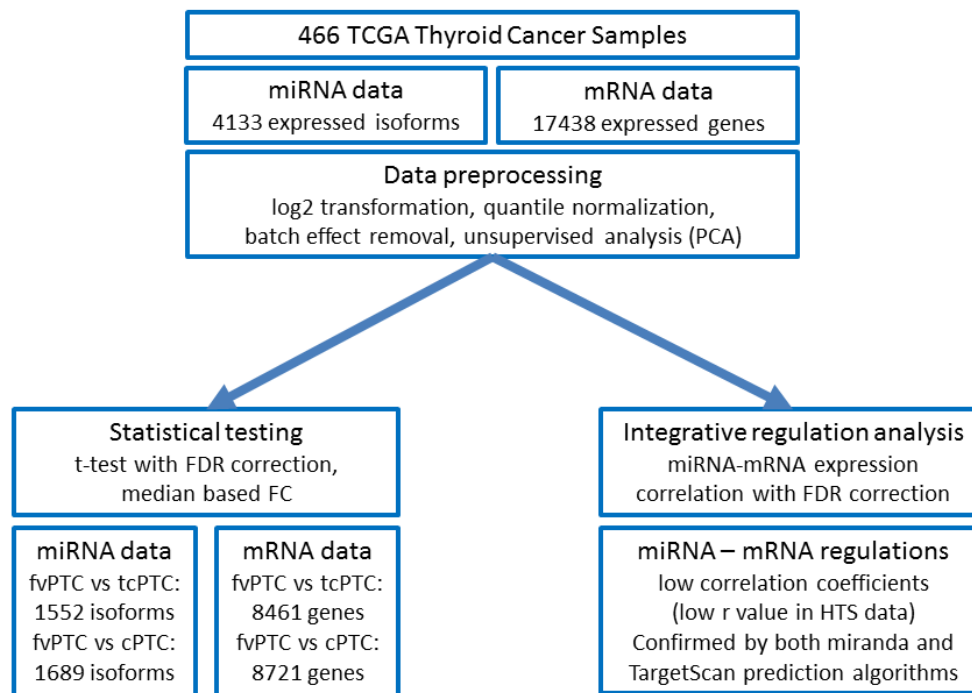 466 TCGA Thyroid Cancer Samples
miRNA data
4133 expressed isoforms
mRNA data
17438 expressed genes
Data preprocessing
log2 transformation, quantile normalization,
batch effect removal, unsupervised analysis (PCA)
Statistical testing
t-test with FDR correction,
median based FC
miRNA data
fvPTC vs tcPTC:
1552 isoforms
fvPTC vs cPTC:
1689 isoforms
mRNA data
fvPTC vs tcPTC:
8461 genes
fvPTC vs cPTC:
8721 genes
Integrative regulation analysis
miRNA-mRNA expression
correlation with FDR correction
miRNA – mRNA regulations
low correlation coefficients
(low r value in HTS data)
Confirmed by both miranda and
TargetScan prediction algorithms